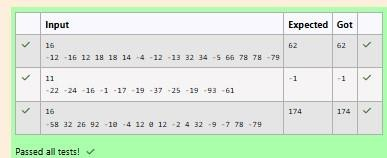 Input Expected Got
16 62 62
-12 -16 12 18 18 14 -4 -12 -13 32 34 -5 66 78 78 -79
11 -1 -1
-22 -24 -16 -1 -17 -19 -37 -25 -19 -93 -61
16 174 174
-58 32 26 92 -10 -4 12 0 12 -2 4 32 -9 -7 78 -79
Passed all tests! ✓